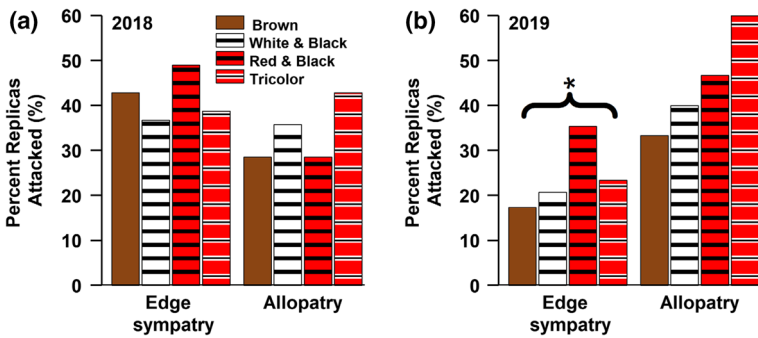 (a)
2018
Brown
White & Black
Red & Black
Tricolor
Percent Replicas
Attacked (%)
60
50
40
30
20
10
0
Edge
sympatry
Allopatry
(b)
2019
*
Percent Replicas
Attacked (%)
60
50
40
30
20
10
0
Edge
sympatry
Allopatry